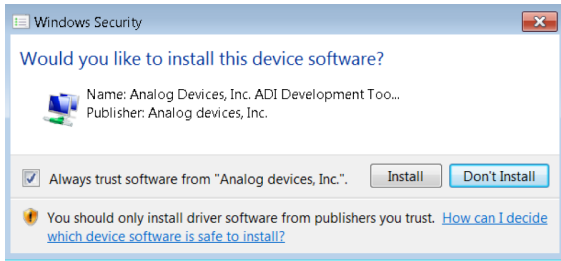 Windows Security
Would you like to install this device software?
Name: Analog Devices, Inc. ADI Development Too...
Publisher: Analog devices, Inc.
Always trust software from "Analog devices, Inc.".
Install
Don't Install
You should only install driver software from publishers you trust. How can I decide
which device software is safe to install?